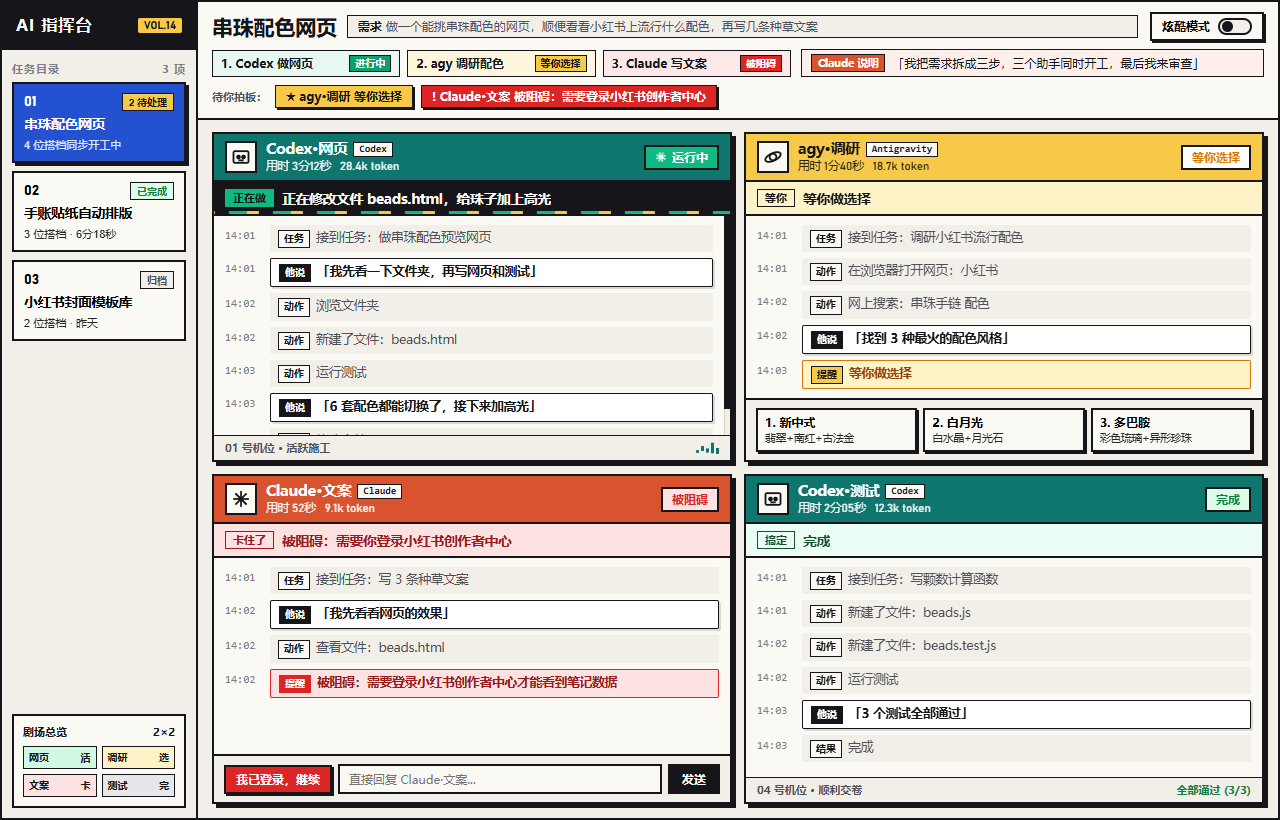 AI 指挥台
VOL.14
任务目录
3 项
01
2 待处理
串珠配色网页
4 位搭档同步开工中
02
已完成
手账贴纸自动排版
3 位搭档 · 6分18秒
03
归档
小红书封面模板库
2 位搭档 · 昨天
剧场总览
2×2
网页 活
调研 选
文案 卡
测试 完
串珠配色网页
需求 做一个能挑串珠配色的网页，顺便看看小红书上流行什么配色，再写几条种草文案
炫酷模式
1. Codex 做网页 进行中
2. agy 调研配色 等你选择
3. Claude 写文案 被阻碍
Claude 说明 「我把需求拆成三步，三个助手同时开工，最后我来审查」
待你拍板：
★ agy·调研 等你选择
! Claude·文案 被阻碍：需要登录小红书创作者中心
Codex·网页 Codex
用时 3分12秒 28.4k token
运行中
正在做 正在修改文件 beads.html，给珠子加上高光
14:01 任务 接到任务：做串珠配色预览网页
14:01 他说 「我先看一下文件夹，再写网页和测试」
14:02 动作 浏览文件夹
14:02 动作 新建了文件：beads.html
14:03 动作 运行测试
14:03 他说 「6 套配色都能切换了，接下来加高光」
01 号机位 • 活跃施工
agy·调研 Antigravity
用时 1分40秒 18.7k token
等你选择
等你 等你做选择
14:01 任务 接到任务：调研小红书流行配色
14:01 动作 在浏览器打开网页：小红书
14:02 动作 网上搜索：串珠手链 配色
14:02 他说 「找到 3 种最火的配色风格」
14:03 提醒 等你做选择
1. 新中式
翡翠+南红+古法金
2. 白月光
白水晶+月光石
3. 多巴胺
彩色琉璃+异形珍珠
Claude·文案 Claude
用时 52秒 9.1k token
被阻碍
卡住了 被阻碍：需要你登录小红书创作者中心
14:01 任务 接到任务：写 3 条种草文案
14:02 他说 「我先看看网页的效果」
14:02 动作 查看文件：beads.html
14:02 提醒 被阻碍：需要登录小红书创作者中心才能看到笔记数据
我已登录，继续
直接回复 Claude·文案...
发送
Codex·测试 Codex
用时 2分05秒 12.3k token
完成
搞定 完成
14:01 任务 接到任务：写颗数计算函数
14:01 动作 新建了文件：beads.js
14:02 动作 新建了文件：beads.test.js
14:02 动作 运行测试
14:03 他说 「3 个测试全部通过」
14:03 结果 完成
04 号机位 • 顺利交卷
全部通过 (3/3)